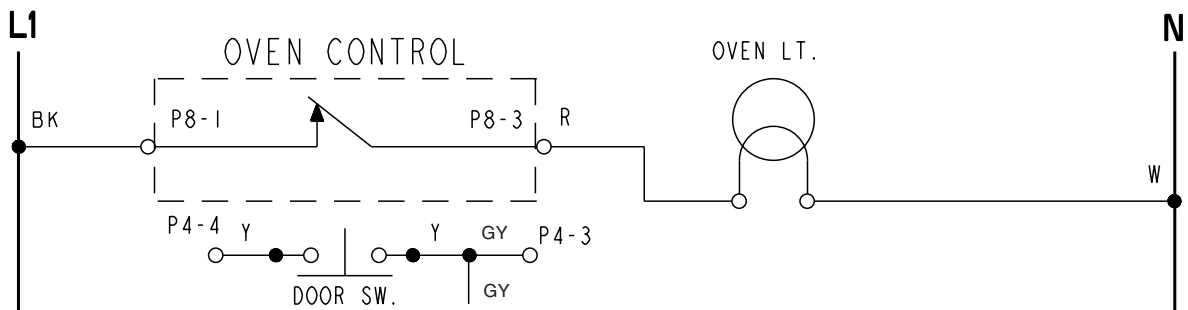 L1
N
OVEN CONTROL
OVEN LT.
BK
P8-1
P8-3
R
W
P4-4
Y
Y
GY
P4-3
DOOR SW.
GY